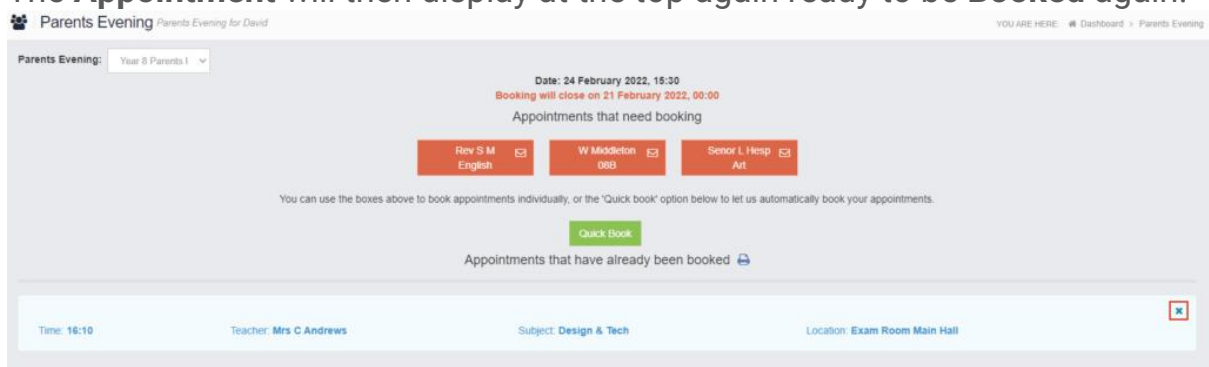 The Appointment will then display at the top again ready to be Booked again.
Parents Evening Parents Evening for David
YOU ARE HERE: Dashboard > Parents Evening
Parents Evening: Year 8 Parents I
Date: 24 February 2022, 15:30
Booking will close on 21 February 2022, 00:00
Appointments that need booking
Rev S M
English
W Middleton
08B
Senor L Hesp
Art
You can use the boxes above to book appointments individually, or the 'Quick book' option below to let us automatically book your appointments.
Quick Book
Appointments that have already been booked
Time: 16:10 Teacher: Mrs C Andrews Subject: Design & Tech Location: Exam Room Main Hall